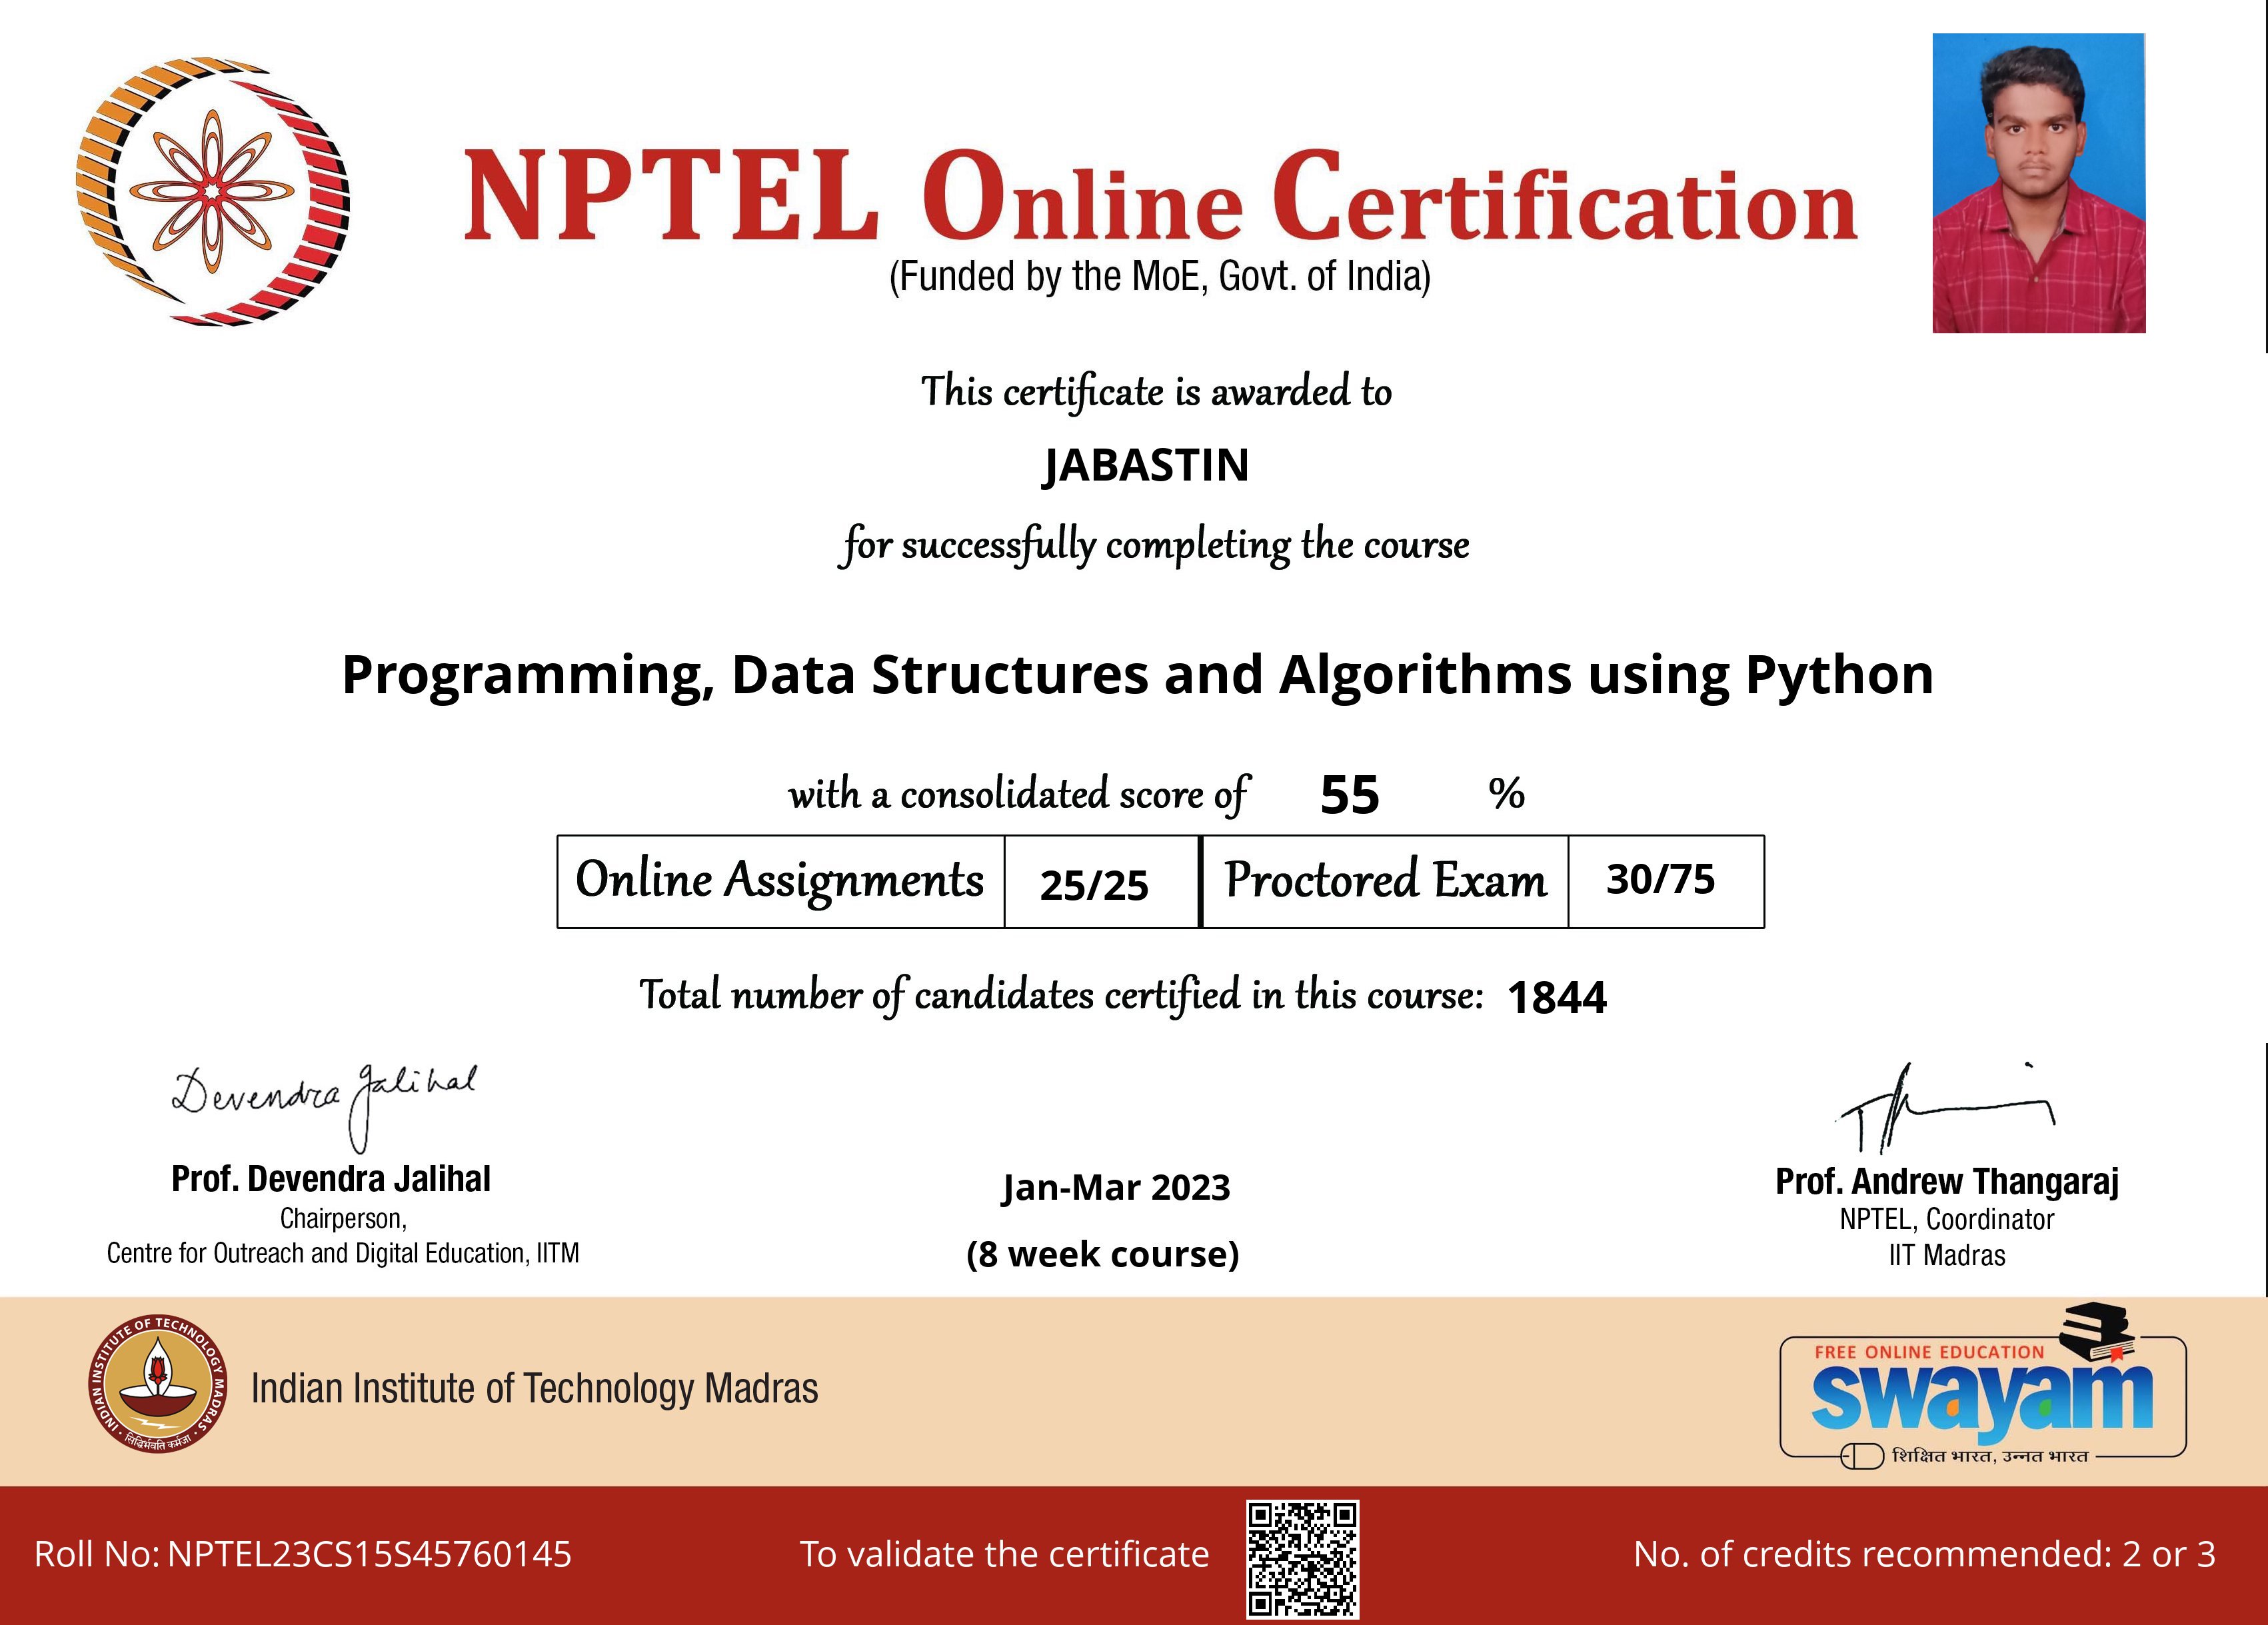 NPTEL Online Certification
(Funded by the MoE, Govt. of India)
This certificate is awarded to
JABASTIN
for successfully completing the course
Programming, Data Structures and Algorithms using Python
with a consolidated score of 55 %
Online Assignments 25/25 Proctored Exam 30/75
Total number of candidates certified in this course: 1844
Devendra Jalihal
Prof. Devendra Jalihal
Chairperson,
Centre for Outreach and Digital Education, IITM
Jan-Mar 2023
(8 week course)
Prof. Andrew Thangaraj
NPTEL, Coordinator
IIT Madras
INDIAN INSTITUTE OF TECHNOLOGY MADRAS
सिद्धिर्भवति कर्मजा
Indian Institute of Technology Madras
FREE ONLINE EDUCATION
swayam
शिक्षित भारत, उन्नत भारत
Roll No: NPTEL23CS15S45760145
To validate the certificate
No. of credits recommended: 2 or 3